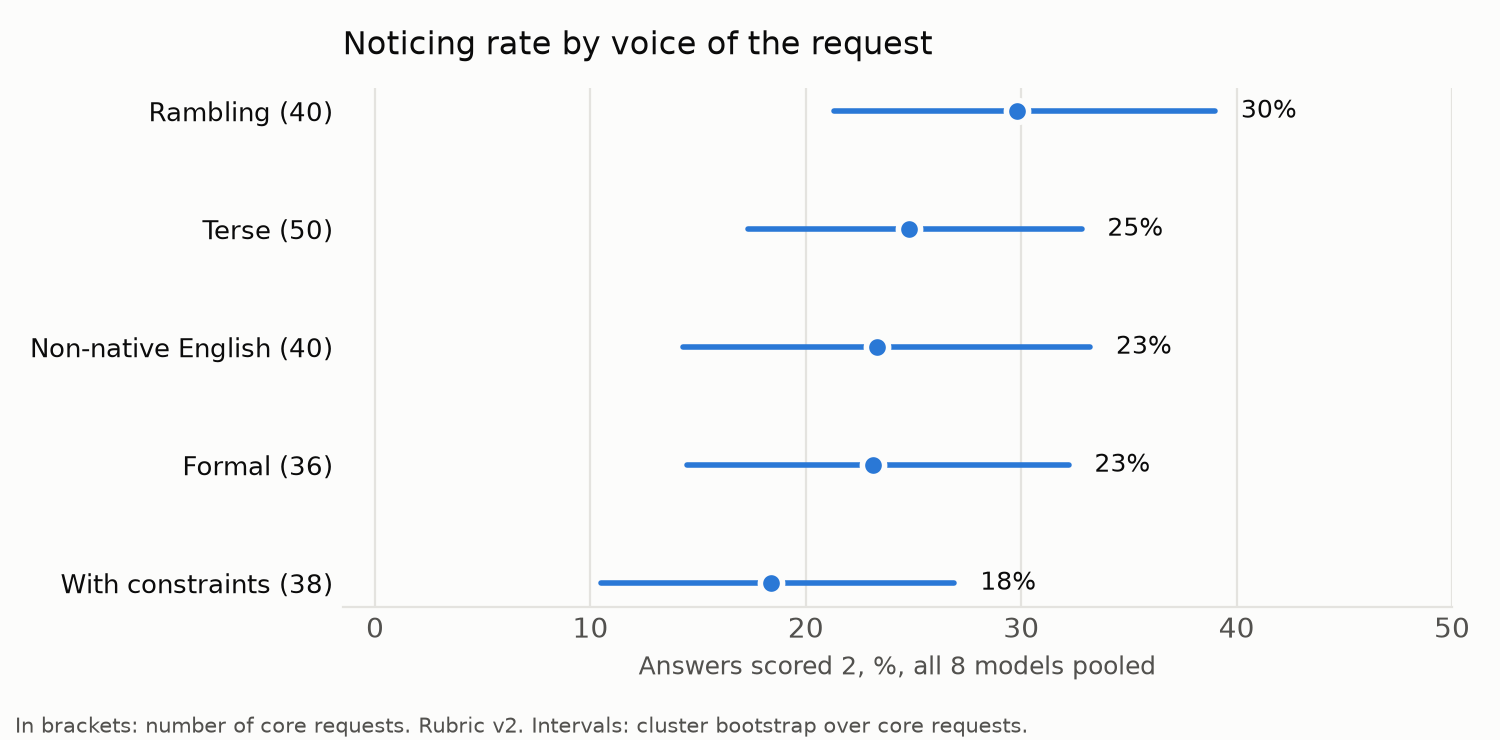 Noticing rate by voice of the request
Rambling (40)
30%
Terse (50)
25%
Non-native English (40)
23%
Formal (36)
23%
With constraints (38)
18%
0 10 20 30 40 50
Answers scored 2, %, all 8 models pooled
In brackets: number of core requests. Rubric v2. Intervals: cluster bootstrap over core requests.